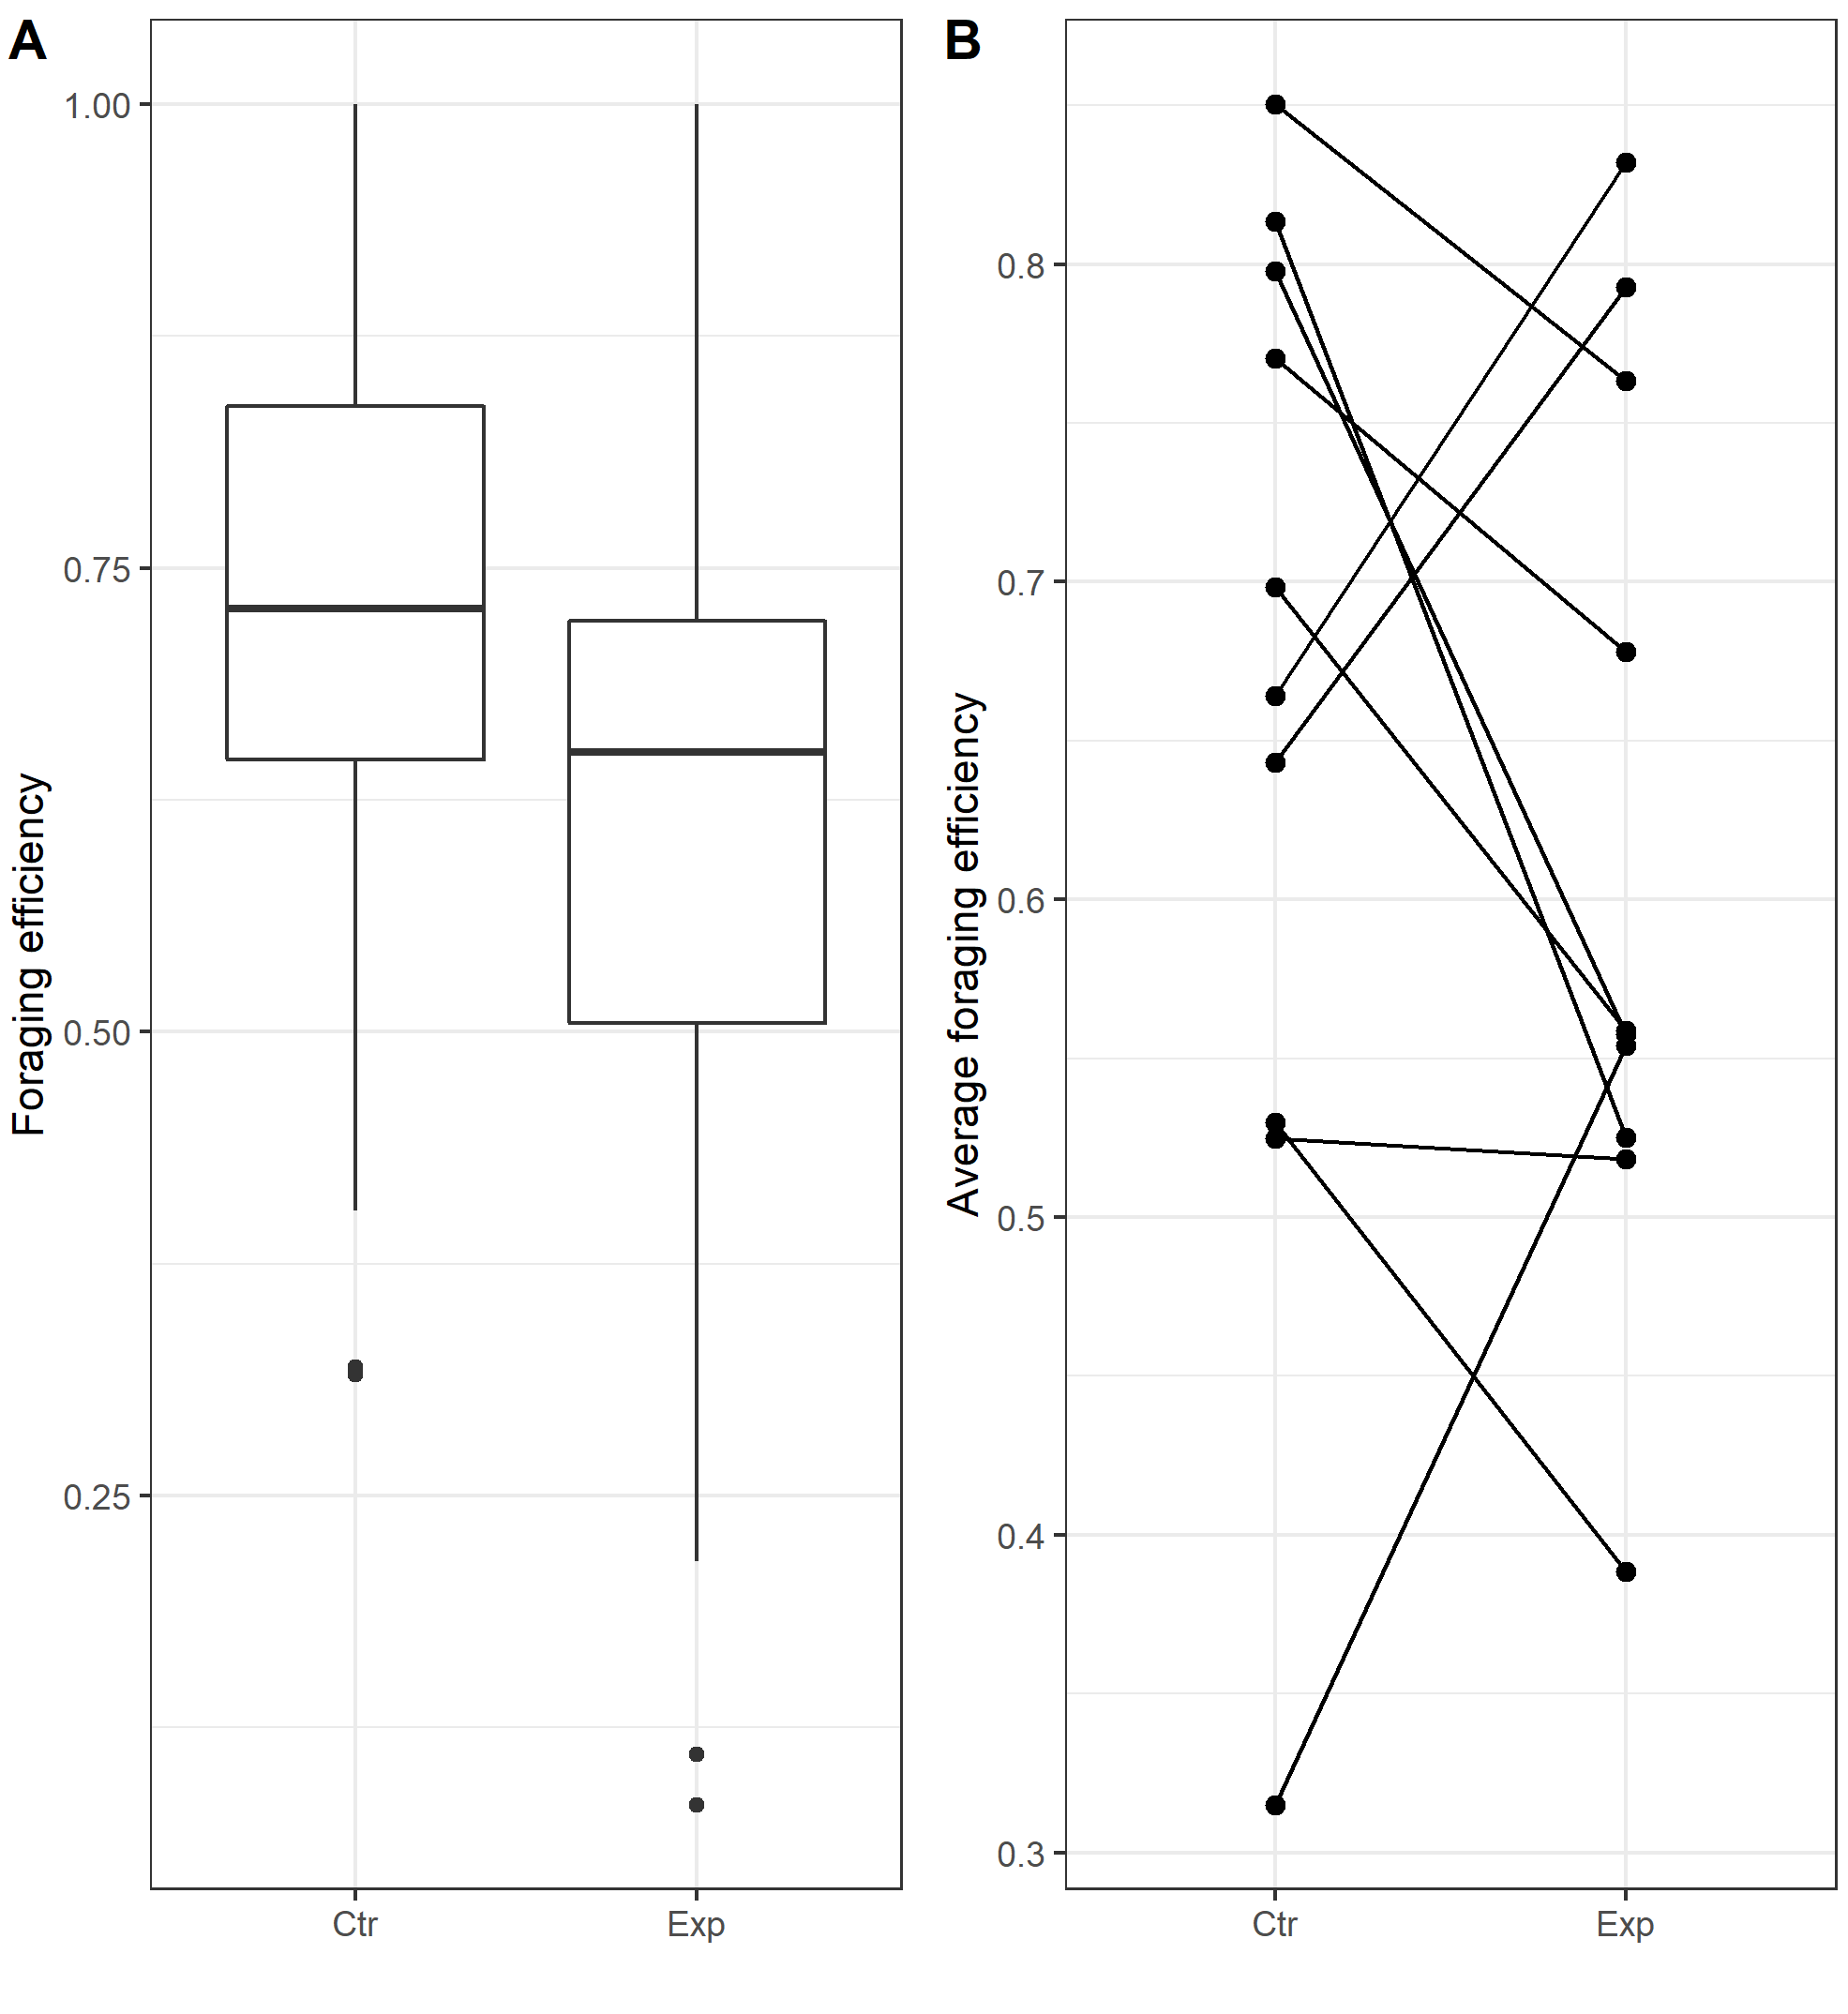 A
Foraging efficiency
1.00
0.75
0.50
0.25
Ctr
Exp
B
Average foraging efficiency
0.8
0.7
0.6
0.5
0.4
0.3
Ctr
Exp